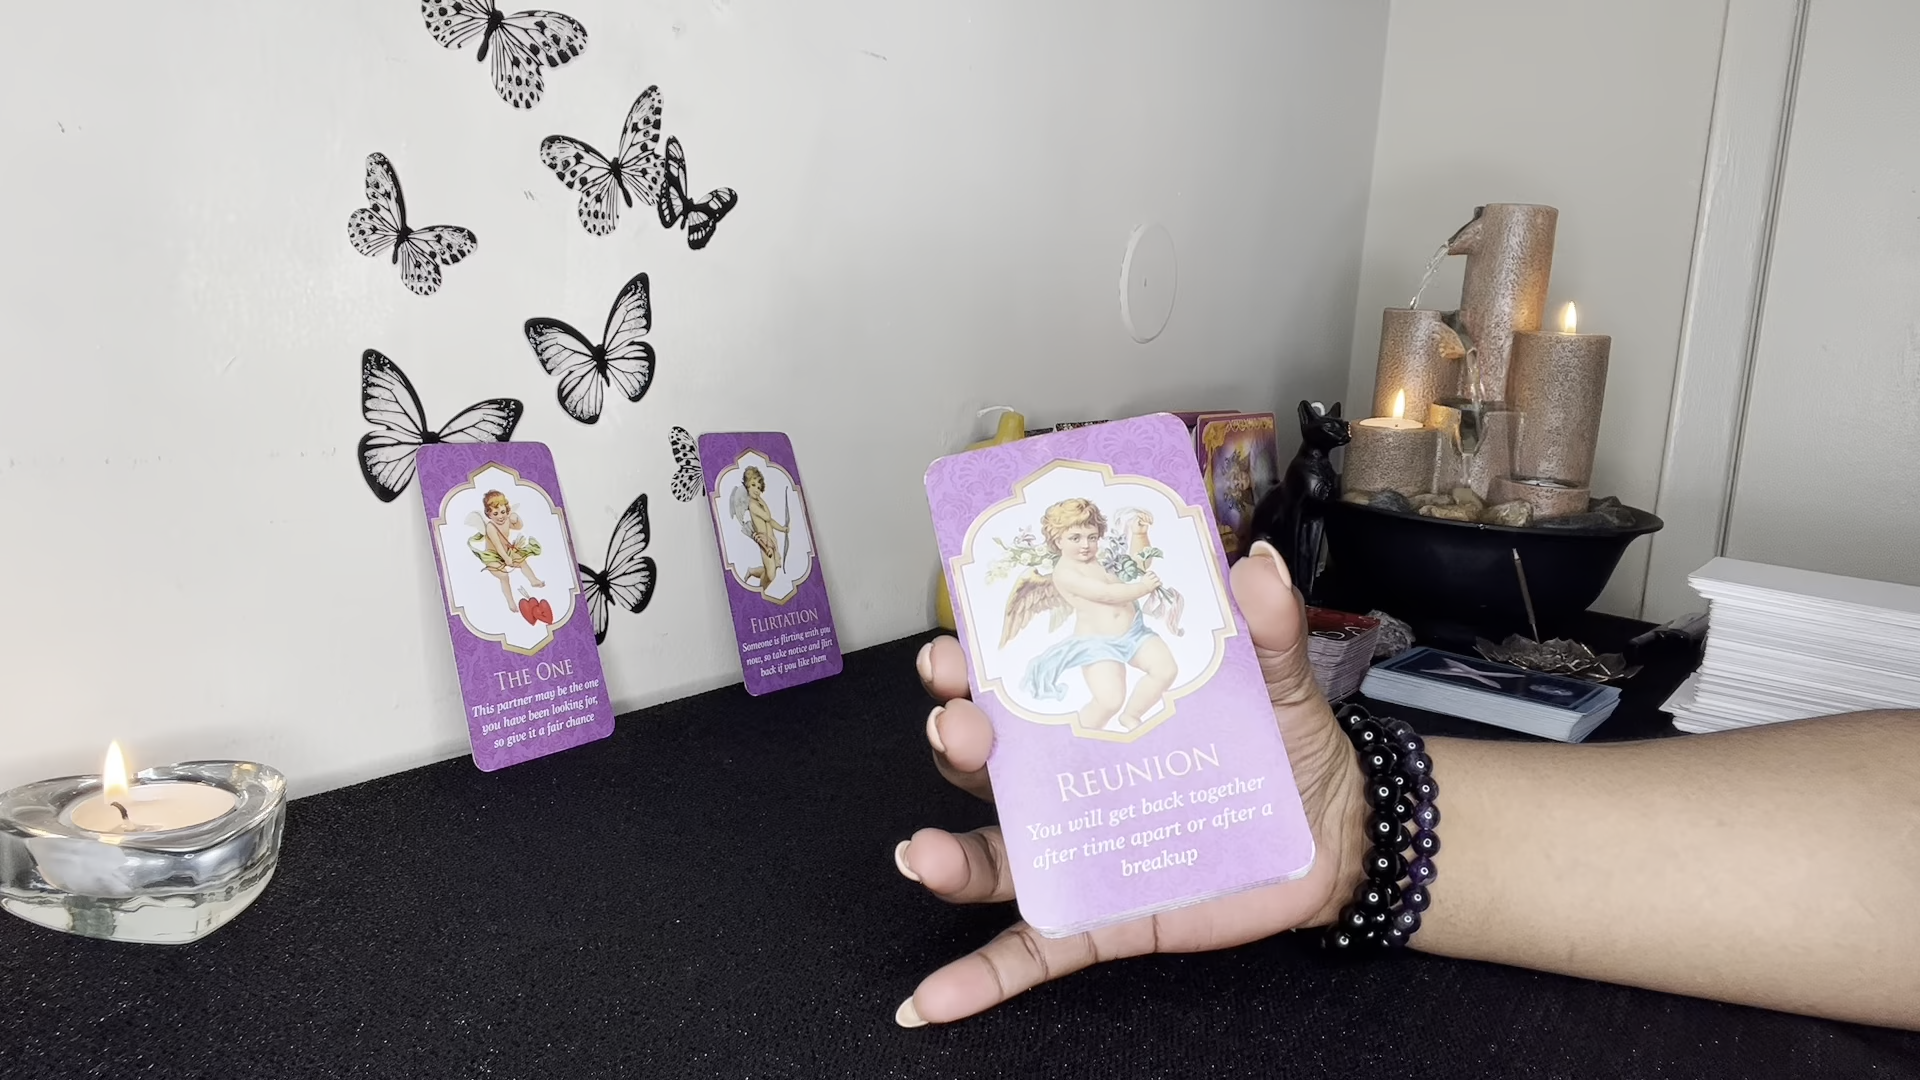 THE ONE
This partner may be the one
you have been looking for,
so give it a fair chance
FLIRTATION
Someone is flirting with you
now, so take notice and flirt
back if you like them
REUNION
You will get back together
after time apart or after a
breakup